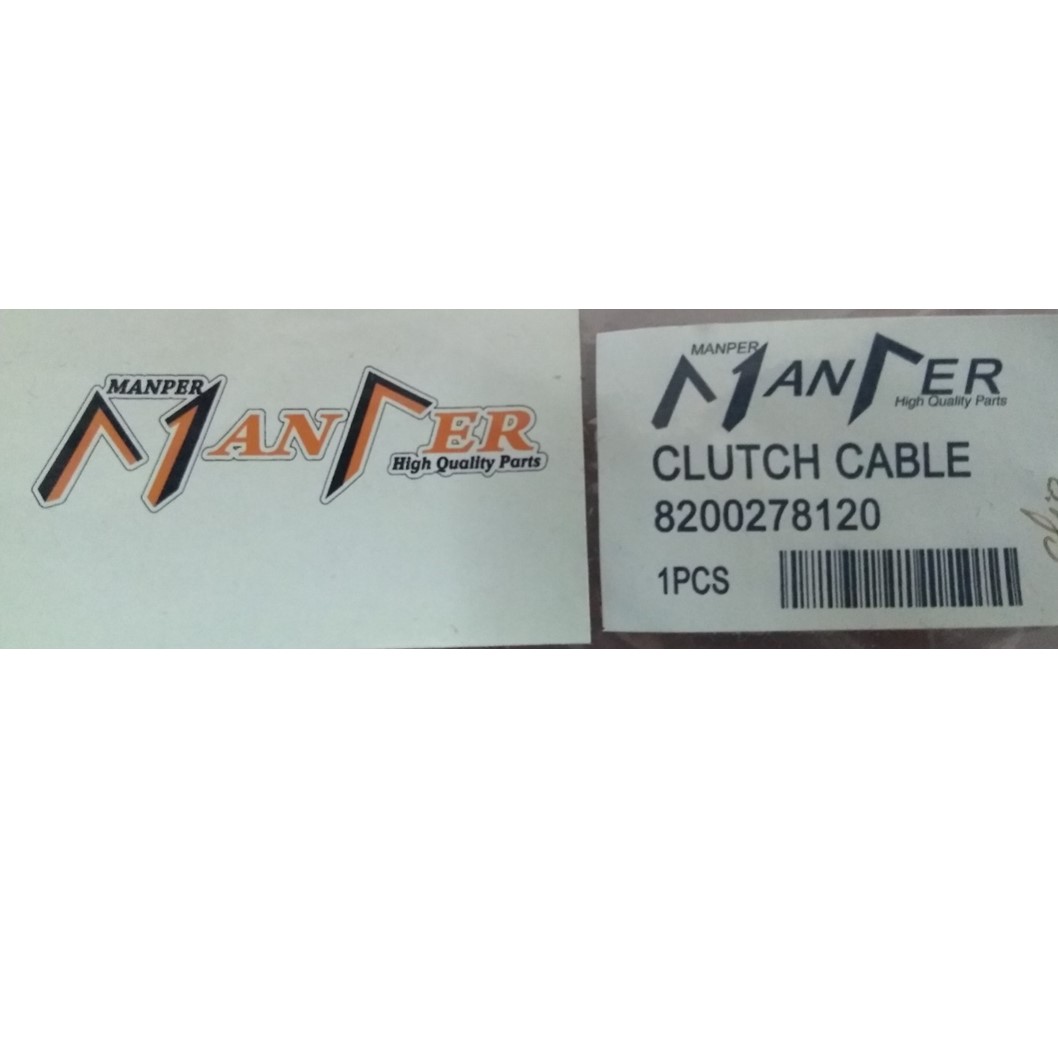 MANPER
MANPER
High Quality Parts
MANPER
MANPER
High Quality Parts
CLUTCH CABLE
8200278120
1PCS